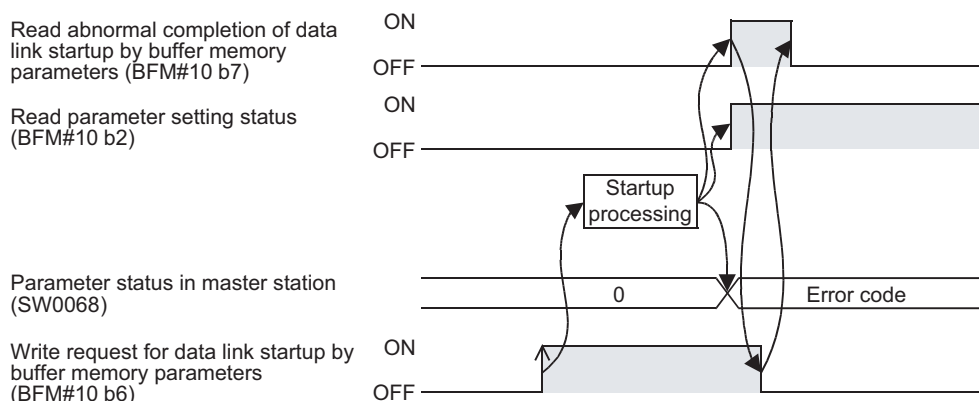 Read abnormal completion of data
link startup by buffer memory
parameters (BFM#10 b7)
ON
OFF
Read parameter setting status
(BFM#10 b2)
ON
OFF
Startup
processing
Parameter status in master station
(SW0068)
0
Error code
Write request for data link startup by
buffer memory parameters
(BFM#10 b6)
ON
OFF